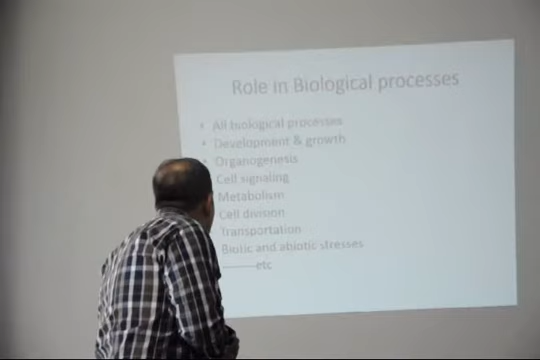 Role in Biological processes
• All biological processes
• Development & growth
• Organogenesis
Cell signaling
Metabolism
Cell division
Transportation
Biotic and abiotic stresses
--------etc